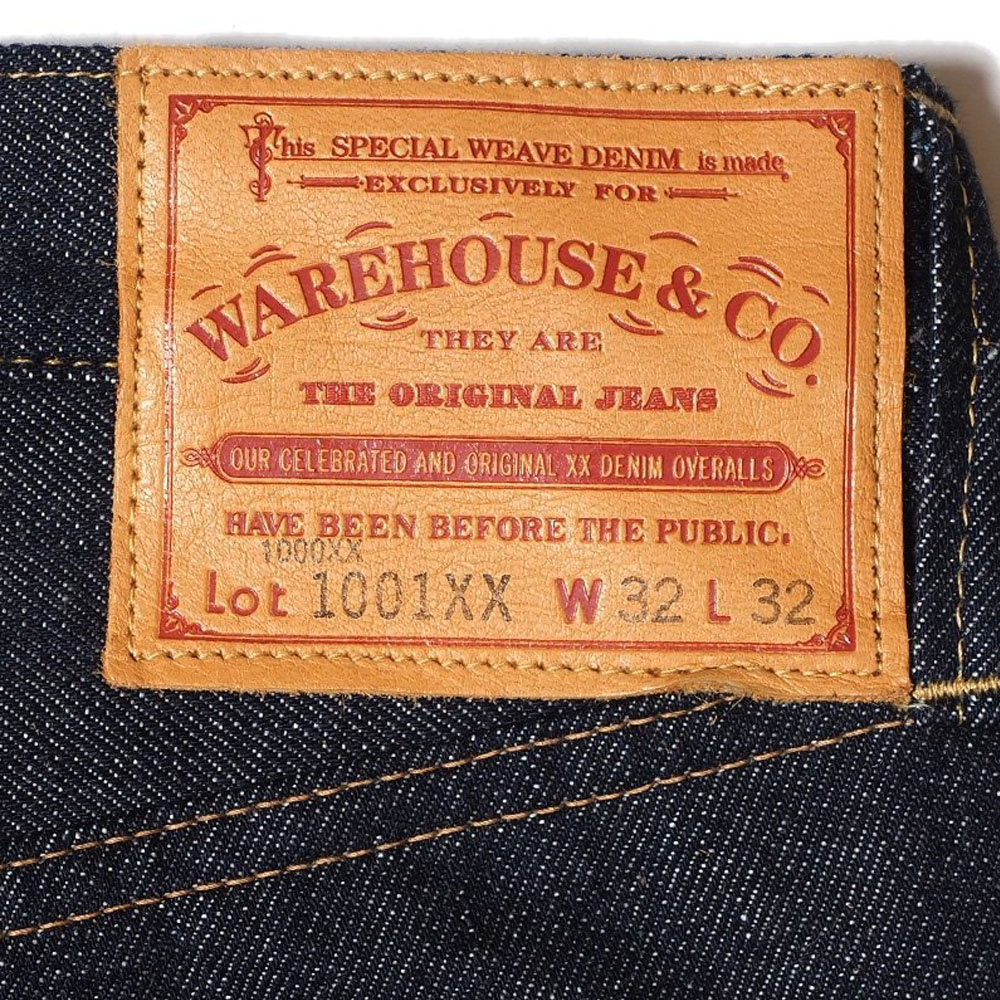 This SPECIAL WEAVE DENIM is made
EXCLUSIVELY FOR
WAREHOUSE & CO.
THEY ARE
THE ORIGINAL JEANS
OUR CELEBRATED AND ORIGINAL XX DENIM OVERALLS
HAVE BEEN BEFORE THE PUBLIC.
1000XX
Lot 1001XX W 32 L 32